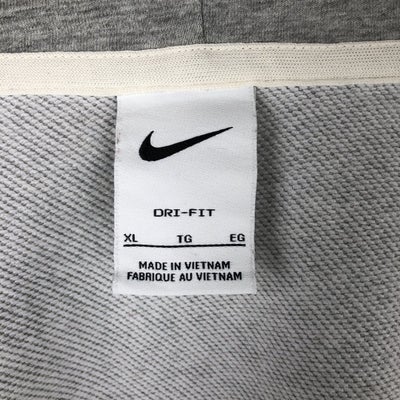 DRI-FIT
XL TG EG
MADE IN VIETNAM
FABRIQUE AU VIETNAM